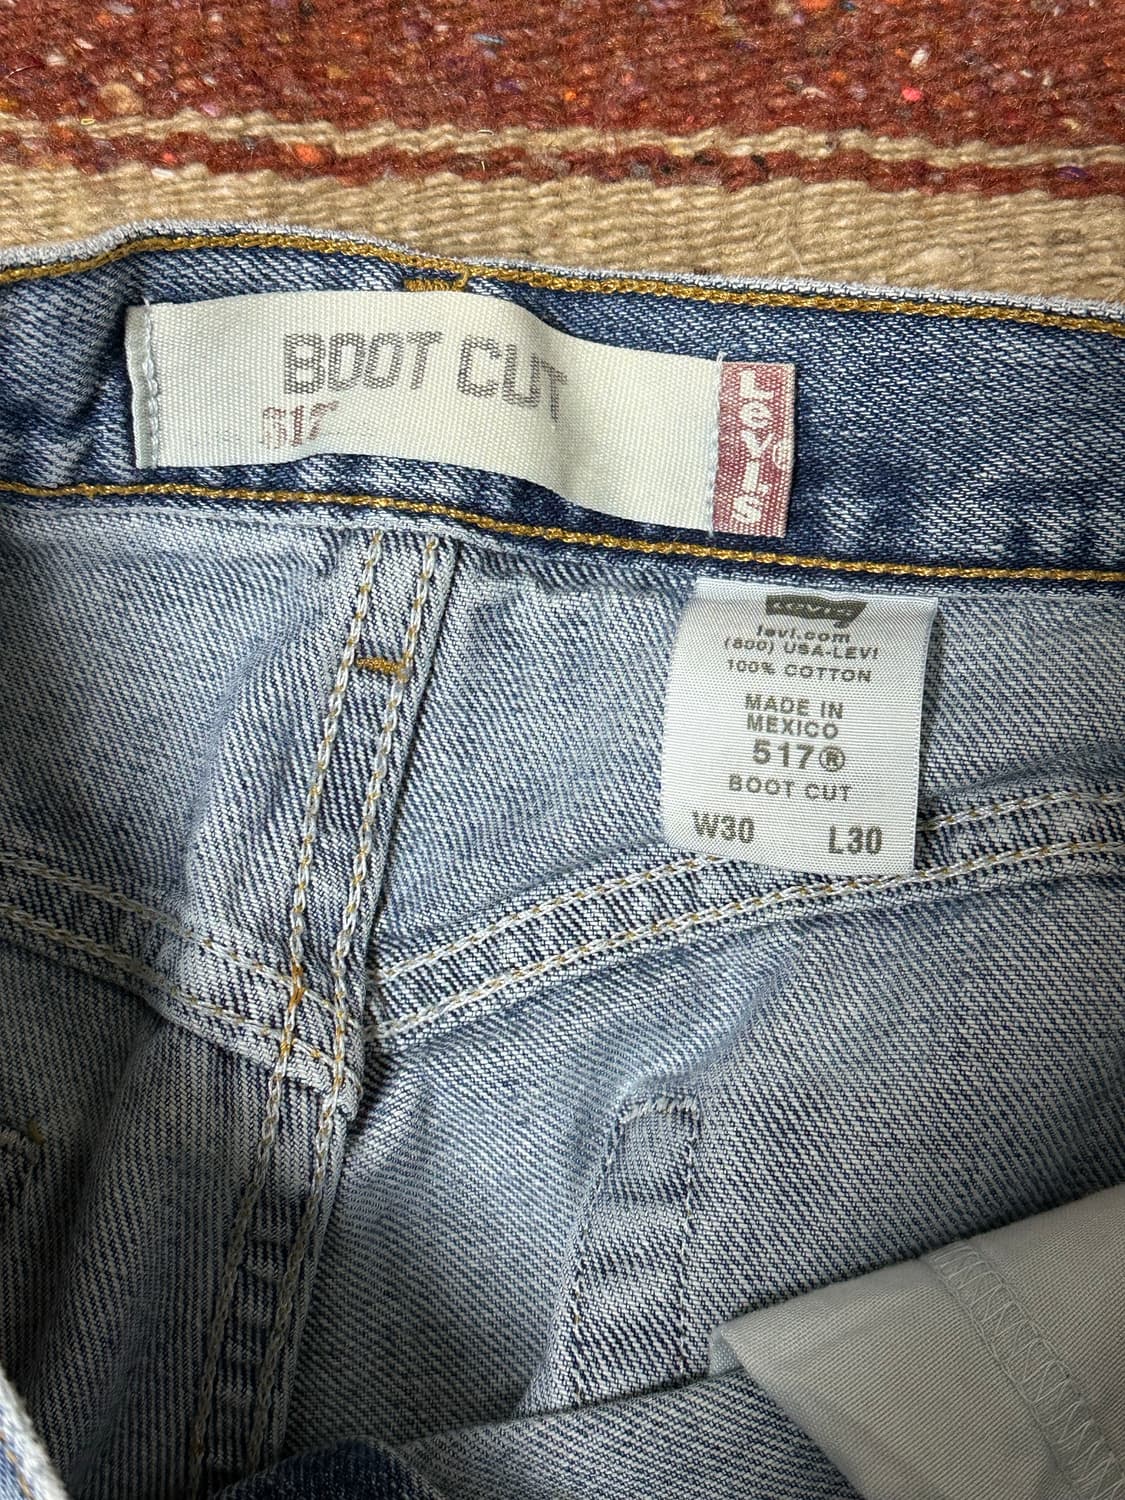 BOOT CUT
517
Levi's®
LEVI'S
levi.com
(800) USA-LEVI
100% COTTON
MADE IN
MEXICO
517®
BOOT CUT
W30 L30